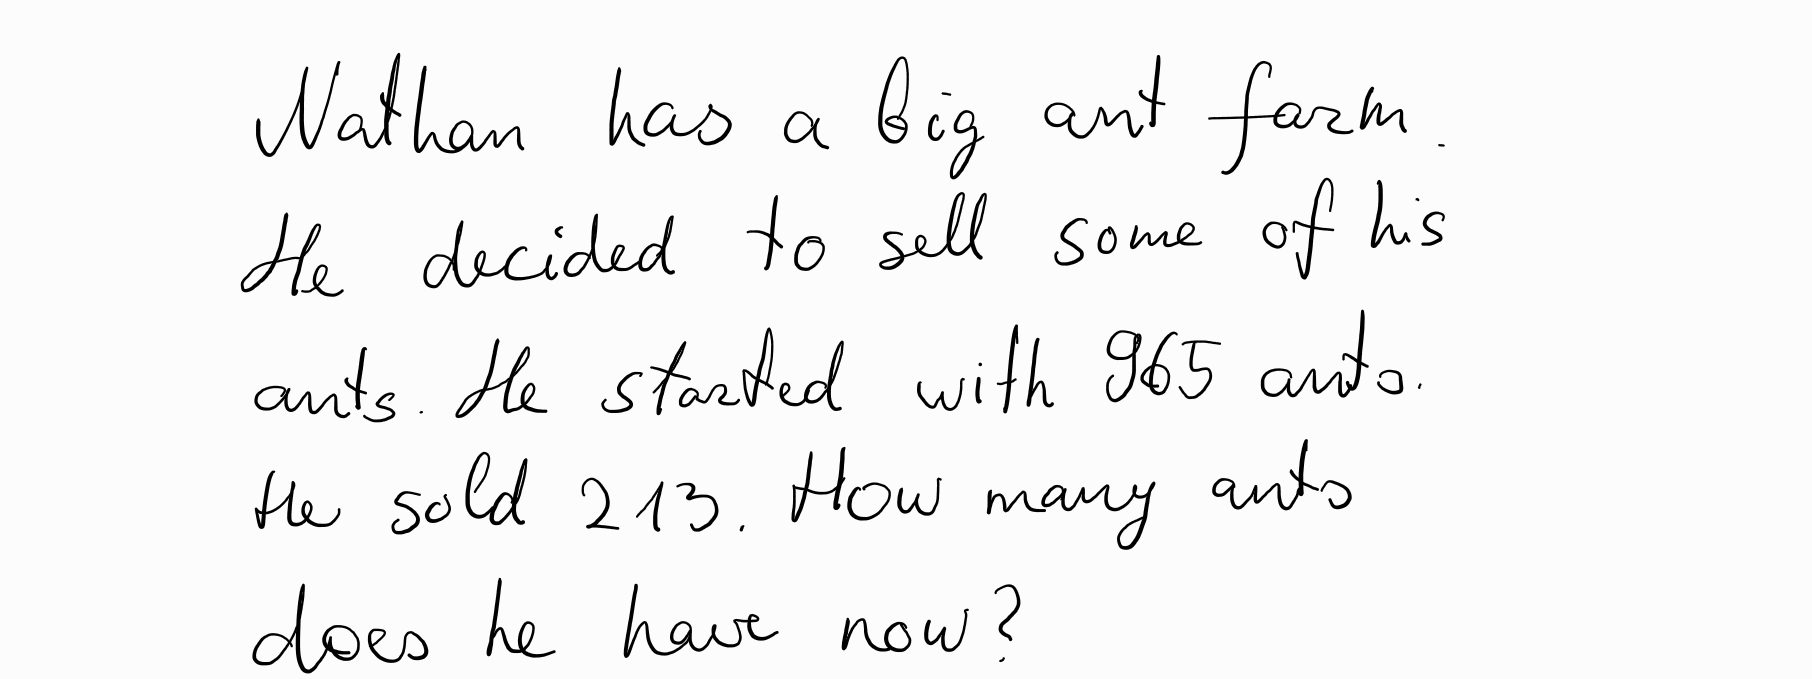 Nathan has a big ant farm.
He decided to sell some of his
ants. He started with 965 ants.
He sold 213. How many ants
does he have now?